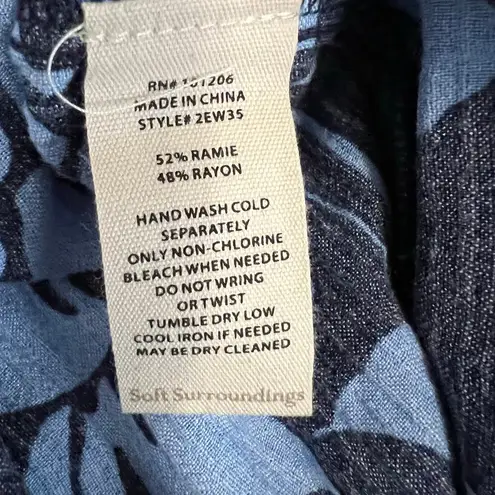 RN# 101206
MADE IN CHINA
STYLE# 2EW35
52% RAMIE
48% RAYON
HAND WASH COLD
SEPARATELY
ONLY NON-CHLORINE
BLEACH WHEN NEEDED
DO NOT WRING
OR TWIST
TUMBLE DRY LOW
COOL IRON IF NEEDED
MAY BE DRY CLEANED
Soft Surroundings